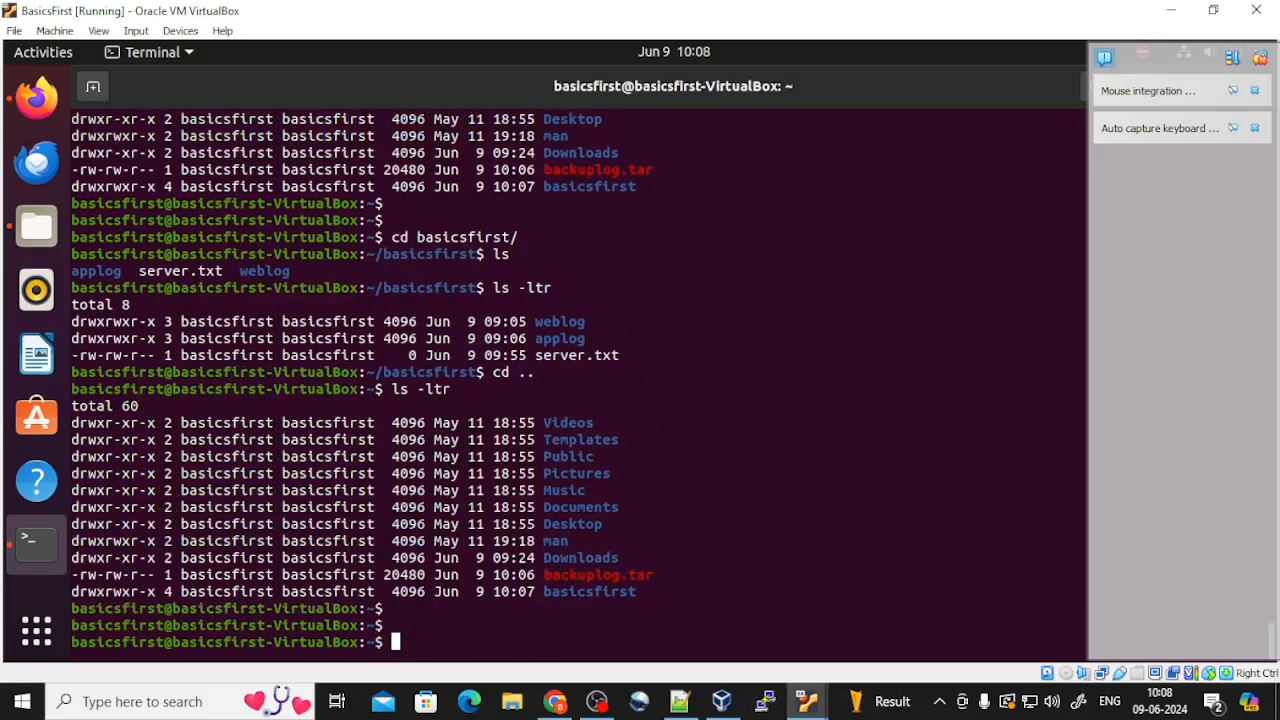 BasicsFirst [Running] - Oracle VM VirtualBox
File Machine View Input Devices Help
Activities Terminal Jun 9 10:08
basicsfirst@basicsfirst-VirtualBox: ~
Mouse integration ...
Auto capture keyboard ...
drwxr-xr-x 2 basicsfirst basicsfirst  4096 May 11 18:55 Desktop
drwxrwxr-x 2 basicsfirst basicsfirst  4096 May 11 19:18 man
drwxr-xr-x 2 basicsfirst basicsfirst  4096 Jun  9 09:24 Downloads
-rw-rw-r-- 1 basicsfirst basicsfirst 20480 Jun  9 10:06 backuplog.tar
drwxrwxr-x 4 basicsfirst basicsfirst  4096 Jun  9 10:07 basicsfirst
basicsfirst@basicsfirst-VirtualBox:~$
basicsfirst@basicsfirst-VirtualBox:~$
basicsfirst@basicsfirst-VirtualBox:~$ cd basicsfirst/
basicsfirst@basicsfirst-VirtualBox:~/basicsfirst$ ls
applog  server.txt  weblog
basicsfirst@basicsfirst-VirtualBox:~/basicsfirst$ ls -ltr
total 8
drwxrwxr-x 3 basicsfirst basicsfirst 4096 Jun  9 09:05 weblog
drwxrwxr-x 3 basicsfirst basicsfirst 4096 Jun  9 09:06 applog
-rw-rw-r-- 1 basicsfirst basicsfirst    0 Jun  9 09:55 server.txt
basicsfirst@basicsfirst-VirtualBox:~/basicsfirst$ cd ..
basicsfirst@basicsfirst-VirtualBox:~$ ls -ltr
total 60
drwxr-xr-x 2 basicsfirst basicsfirst  4096 May 11 18:55 Videos
drwxr-xr-x 2 basicsfirst basicsfirst  4096 May 11 18:55 Templates
drwxr-xr-x 2 basicsfirst basicsfirst  4096 May 11 18:55 Public
drwxr-xr-x 2 basicsfirst basicsfirst  4096 May 11 18:55 Pictures
drwxr-xr-x 2 basicsfirst basicsfirst  4096 May 11 18:55 Music
drwxr-xr-x 2 basicsfirst basicsfirst  4096 May 11 18:55 Documents
drwxr-xr-x 2 basicsfirst basicsfirst  4096 May 11 18:55 Desktop
drwxrwxr-x 2 basicsfirst basicsfirst  4096 May 11 19:18 man
drwxr-xr-x 2 basicsfirst basicsfirst  4096 Jun  9 09:24 Downloads
-rw-rw-r-- 1 basicsfirst basicsfirst 20480 Jun  9 10:06 backuplog.tar
drwxrwxr-x 4 basicsfirst basicsfirst  4096 Jun  9 10:07 basicsfirst
basicsfirst@basicsfirst-VirtualBox:~$
basicsfirst@basicsfirst-VirtualBox:~$
basicsfirst@basicsfirst-VirtualBox:~$
Right Ctrl
Type here to search
Result
ENG
10:08
09-06-2024
2